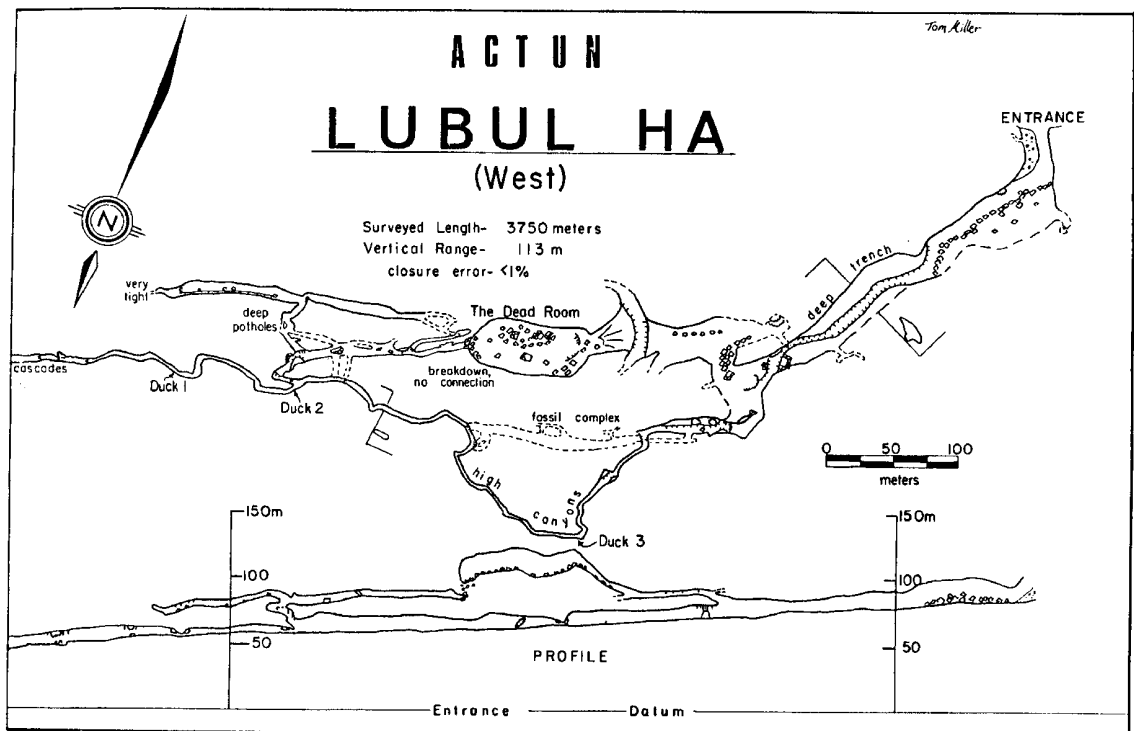 Tom Miller
ACTUN
LUBUL HA
(West)
ENTRANCE
N
Surveyed Length- 3750 meters
Vertical Range- 113 m
closure error- <1%
deep trench
very tight
deep potholes
The Dead Room
breakdown, no connection
cascades
Duck 1
Duck 2
fossil complex
high canyons
Duck 3
0 50 100
meters
150m
100
50
150m
100
50
PROFILE
Entrance Datum